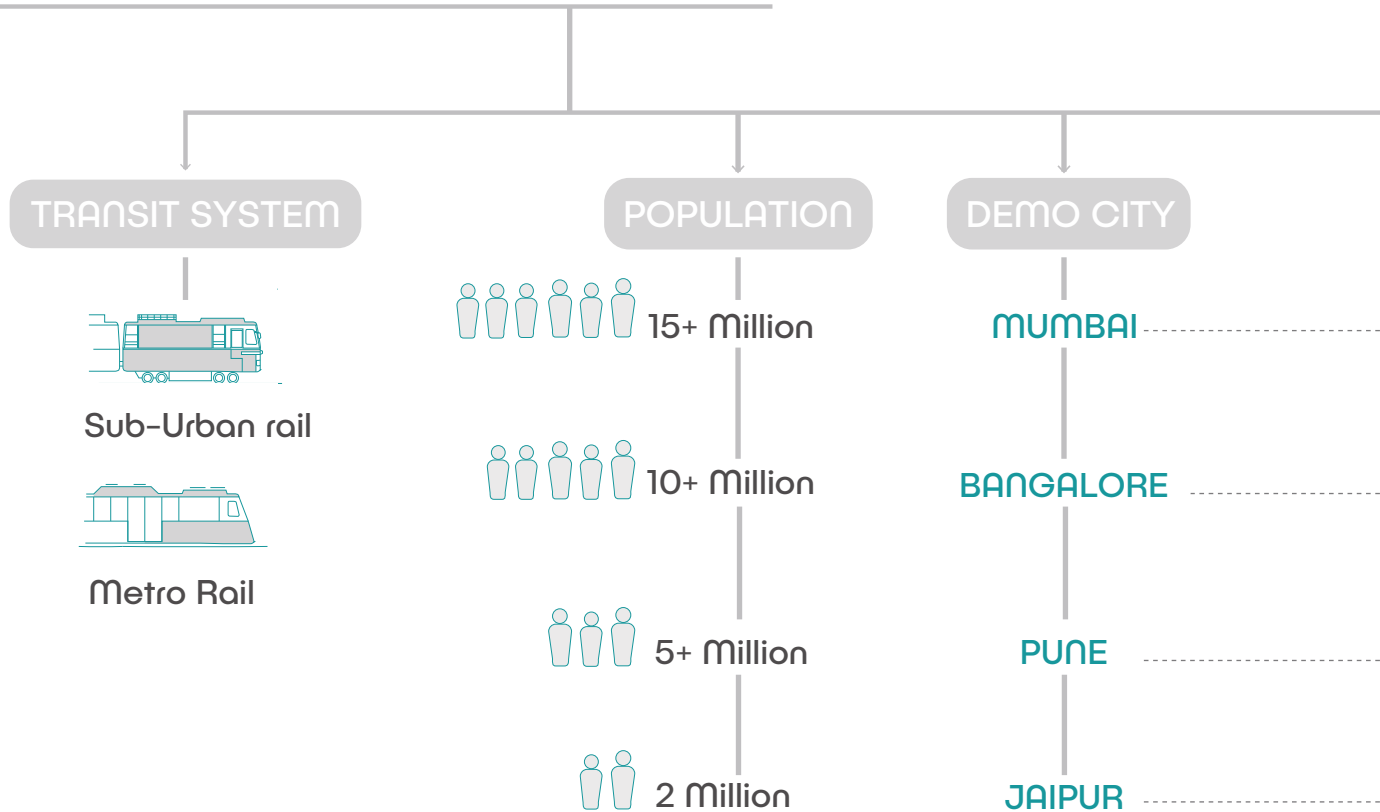 TRANSIT SYSTEM
POPULATION
DEMO CITY
Sub-Urban rail
Metro Rail
15+ Million
MUMBAI
10+ Million
BANGALORE
5+ Million
PUNE
2 Million
JAIPUR